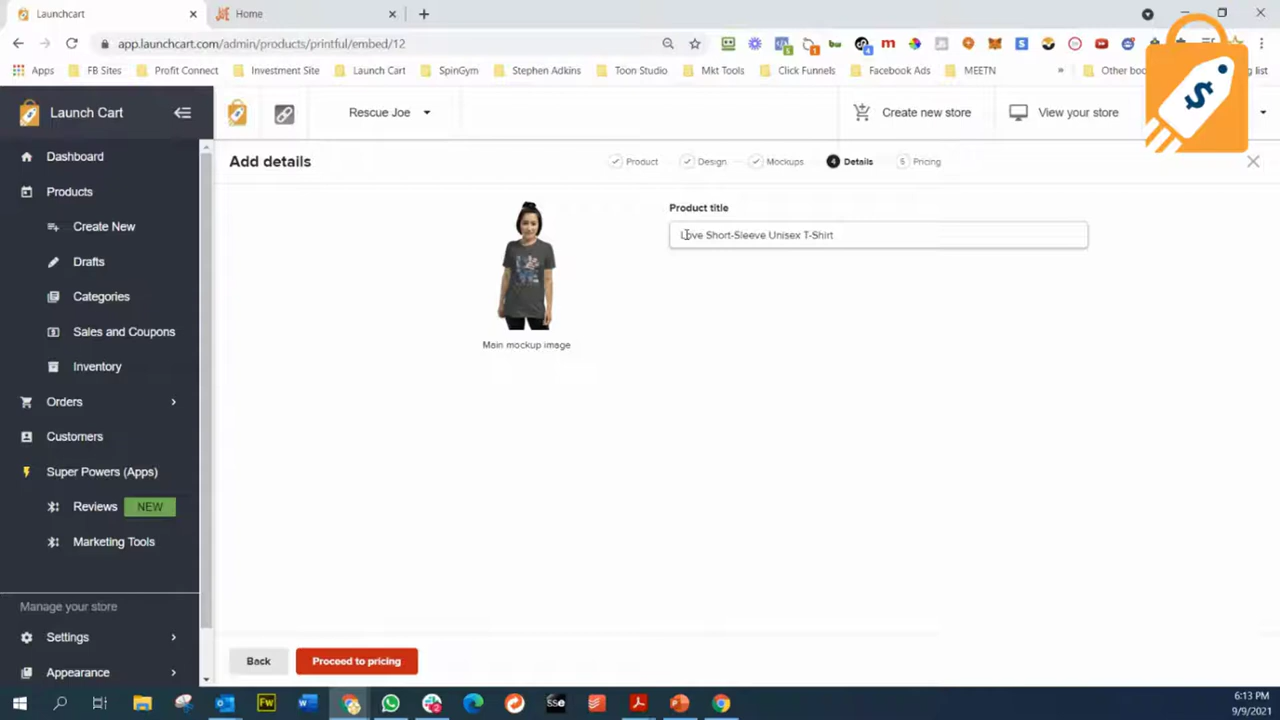 Launchcart
Home
app.launchcart.com/admin/products/printful/embed/12
Apps
FB Sites
Profit Connect
Investment Site
Launch Cart
SpinGym
Stephen Adkins
Toon Studio
Mkt Tools
Click Funnels
Facebook Ads
MEETN
»
Other boo
ing list
Launch Cart
Rescue Joe
Create new store
View your store
Dashboard
Products
Create New
Drafts
Categories
Sales and Coupons
Inventory
Orders
Customers
Super Powers (Apps)
Reviews NEW
Marketing Tools
Manage your store
Settings
Appearance
Add details
Product
Design
Mockups
4 Details
5 Pricing
Main mockup image
Product title
Love Short-Sleeve Unisex T-Shirt
Back
Proceed to pricing
6:13 PM
9/9/2021